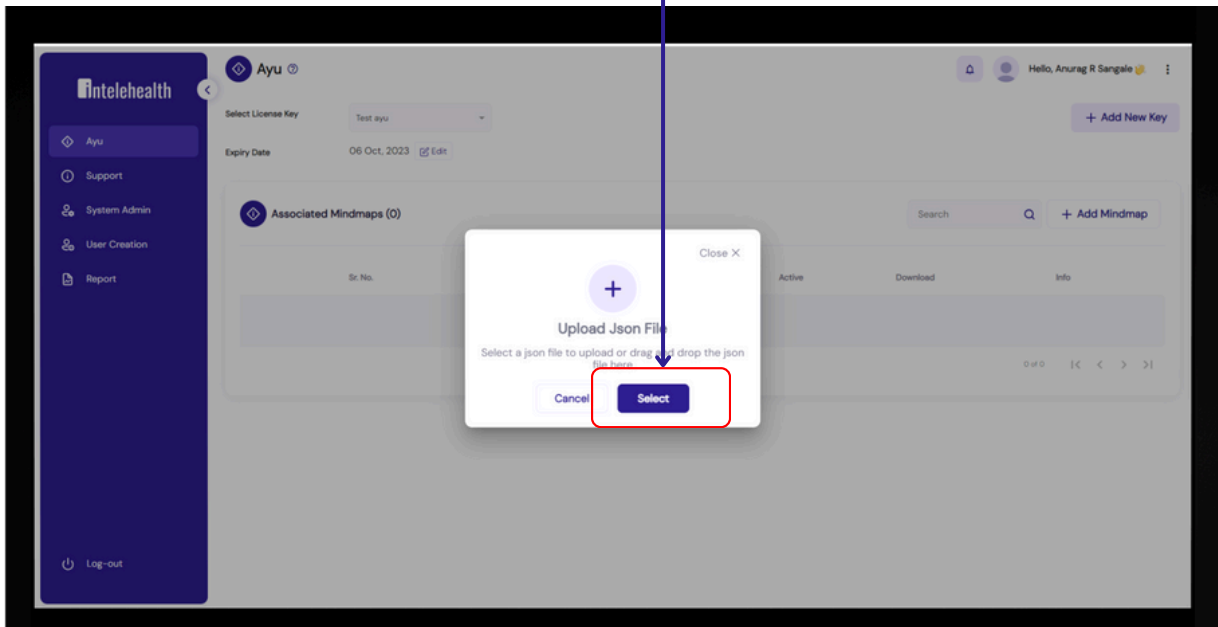 intelehealth
Ayu
Hello, Anurag R Sangale
Select License Key
Test ayu
+ Add New Key
Expiry Date
06 Oct, 2023 Edit
Ayu
Support
System Admin
User Creation
Report
Log-out
Associated Mindmaps (0)
Search
+ Add Mindmap
Sr. No.
Active
Download
Info
0 of 0
Close X
Upload Json File
Select a json file to upload or drag and drop the json
file here
Cancel
Select